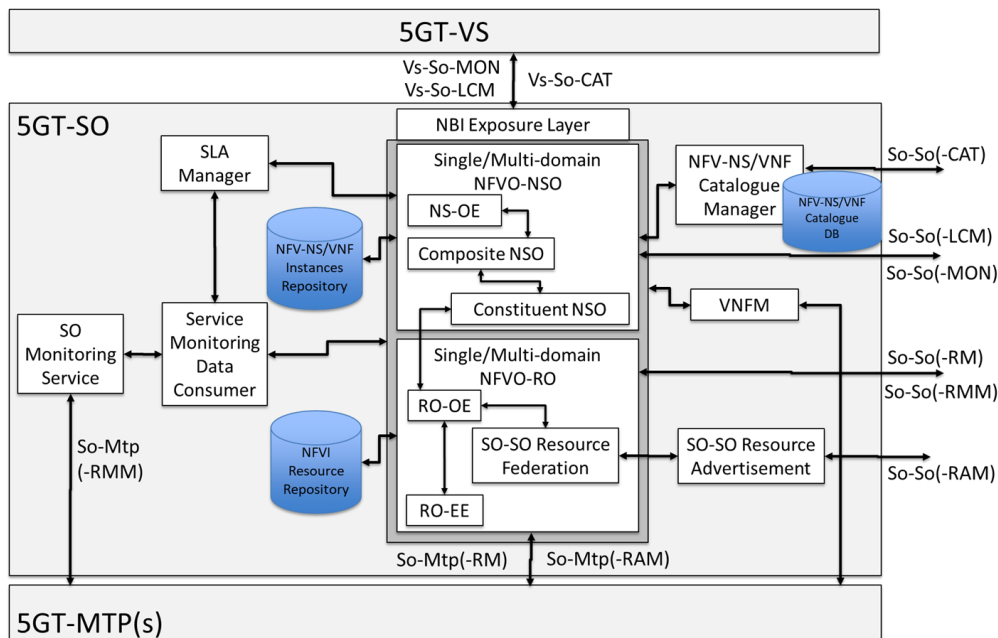 5GT-VS
Vs-So-MON
Vs-So-LCM
Vs-So-CAT
5GT-SO
NBI Exposure Layer
SLA
Manager
Single/Multi-domain
NFVO-NSO
NS-OE
Composite NSO
Constituent NSO
NFV-NS/VNF
Catalogue
Manager
NFV-NS/VNF
Catalogue
DB
So-So(-CAT)
So-So(-LCM)
So-So(-MON)
NFV-NS/VNF
Instances
Repository
VNFM
SO
Monitoring
Service
Service
Monitoring
Data
Consumer
Single/Multi-domain
NFVO-RO
RO-OE
SO-SO Resource
Federation
RO-EE
So-So(-RM)
So-So(-RMM)
SO-SO Resource
Advertisement
So-So(-RAM)
NFVI
Resource
Repository
So-Mtp
(-RMM)
So-Mtp(-RM)
So-Mtp(-RAM)
5GT-MTP(s)